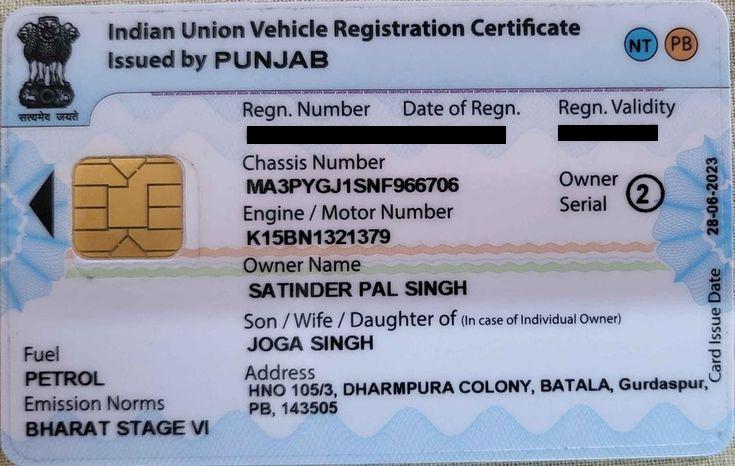 Indian Union Vehicle Registration Certificate
Issued by PUNJAB
NT PB
सत्यमेव जयते
Regn. Number Date of Regn. Regn. Validity
Chassis Number
MA3PYGJ1SNF966706
Owner
Serial 2
Engine / Motor Number
K15BN1321379
Owner Name
SATINDER PAL SINGH
Son / Wife / Daughter of (In case of Individual Owner)
JOGA SINGH
Address
HNO 105/3, DHARMPURA COLONY, BATALA, Gurdaspur,
PB, 143505
Fuel
PETROL
Emission Norms
BHARAT STAGE VI
Card Issue Date 28-06-2023